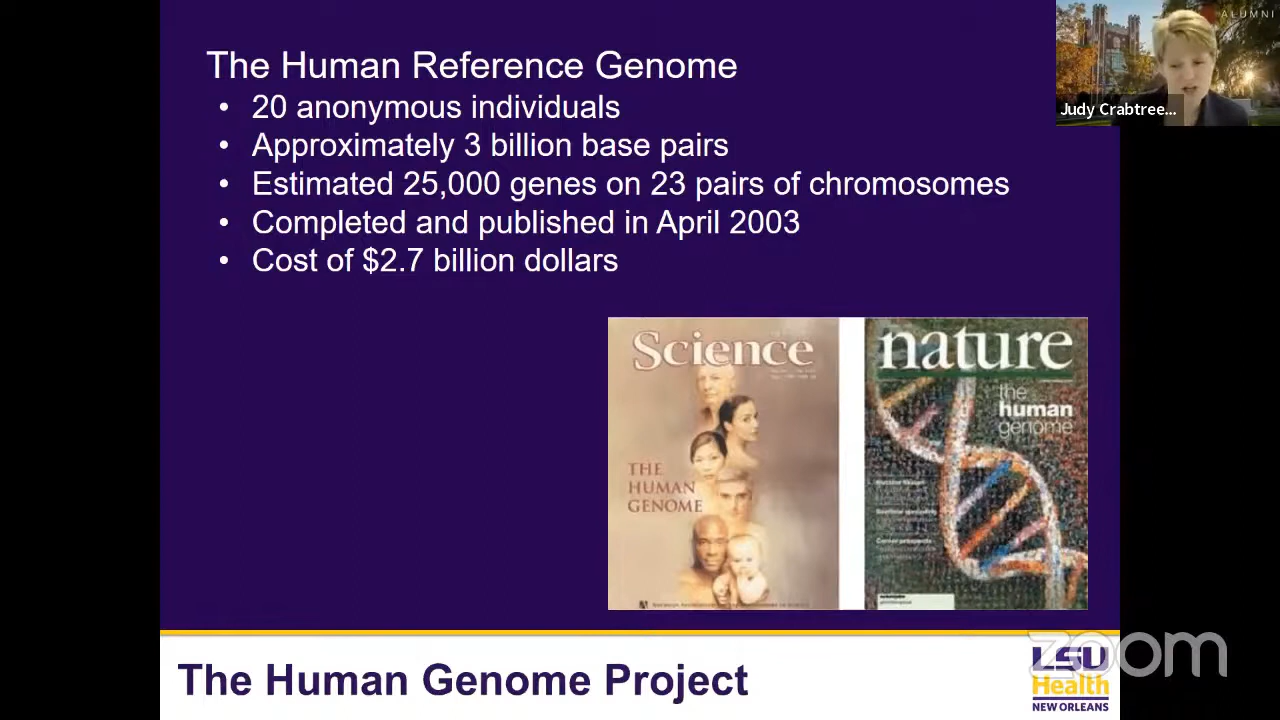 The Human Reference Genome
• 20 anonymous individuals
• Approximately 3 billion base pairs
• Estimated 25,000 genes on 23 pairs of chromosomes
• Completed and published in April 2003
• Cost of $2.7 billion dollars
ALUMNI
Judy Crabtree...
Science
THE
HUMAN
GENOME
nature
the
human
genome
The Human Genome Project
zoom
LSU
Health
NEW ORLEANS